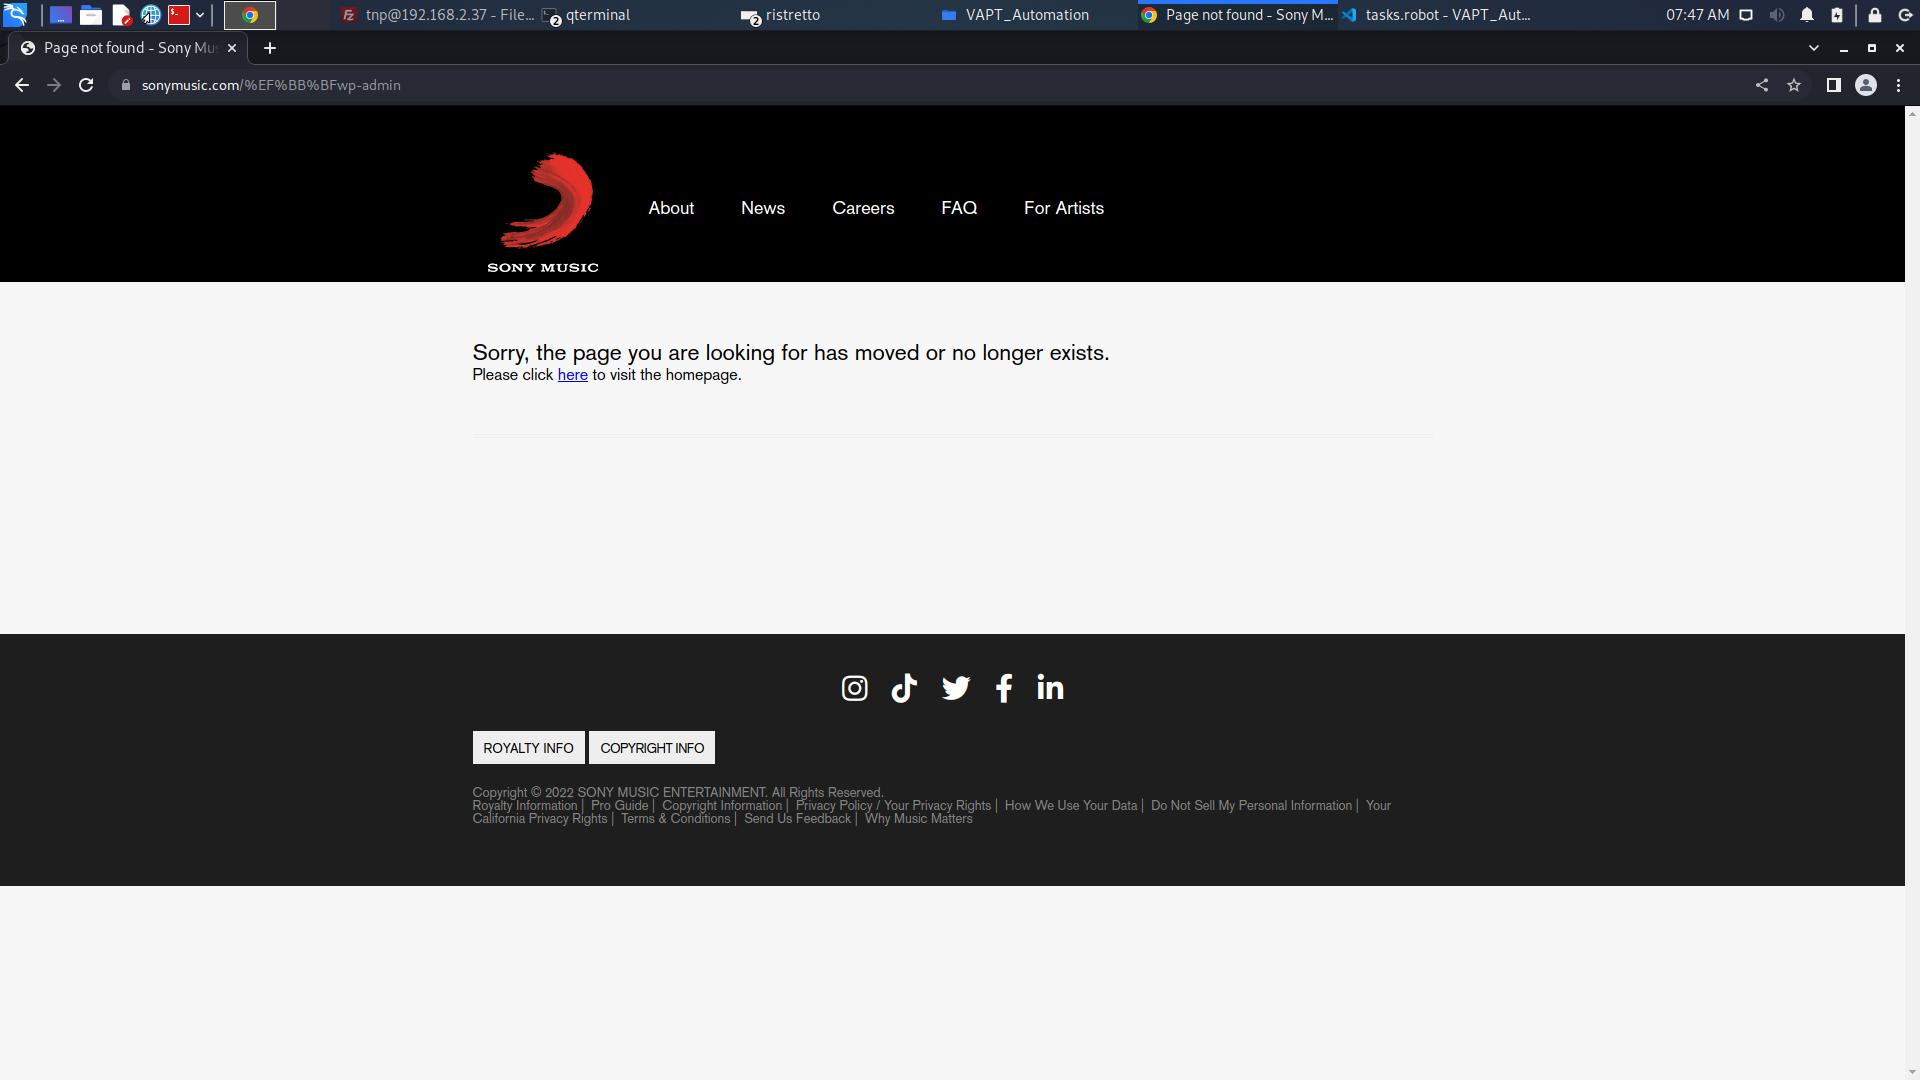 tnp@192.168.2.37 - File...
2 qterminal
2 ristretto
VAPT_Automation
Page not found - Sony M...
tasks.robot - VAPT_Aut...
07:47 AM
Page not found - Sony Mu
sonymusic.com/%EF%BB%BFwp-admin
SONY MUSIC
About
News
Careers
FAQ
For Artists
Sorry, the page you are looking for has moved or no longer exists.
Please click here to visit the homepage.
ROYALTY INFO
COPYRIGHT INFO
Copyright © 2022 SONY MUSIC ENTERTAINMENT. All Rights Reserved.
Royalty Information | Pro Guide | Copyright Information | Privacy Policy / Your Privacy Rights | How We Use Your Data | Do Not Sell My Personal Information | Your
California Privacy Rights | Terms & Conditions | Send Us Feedback | Why Music Matters